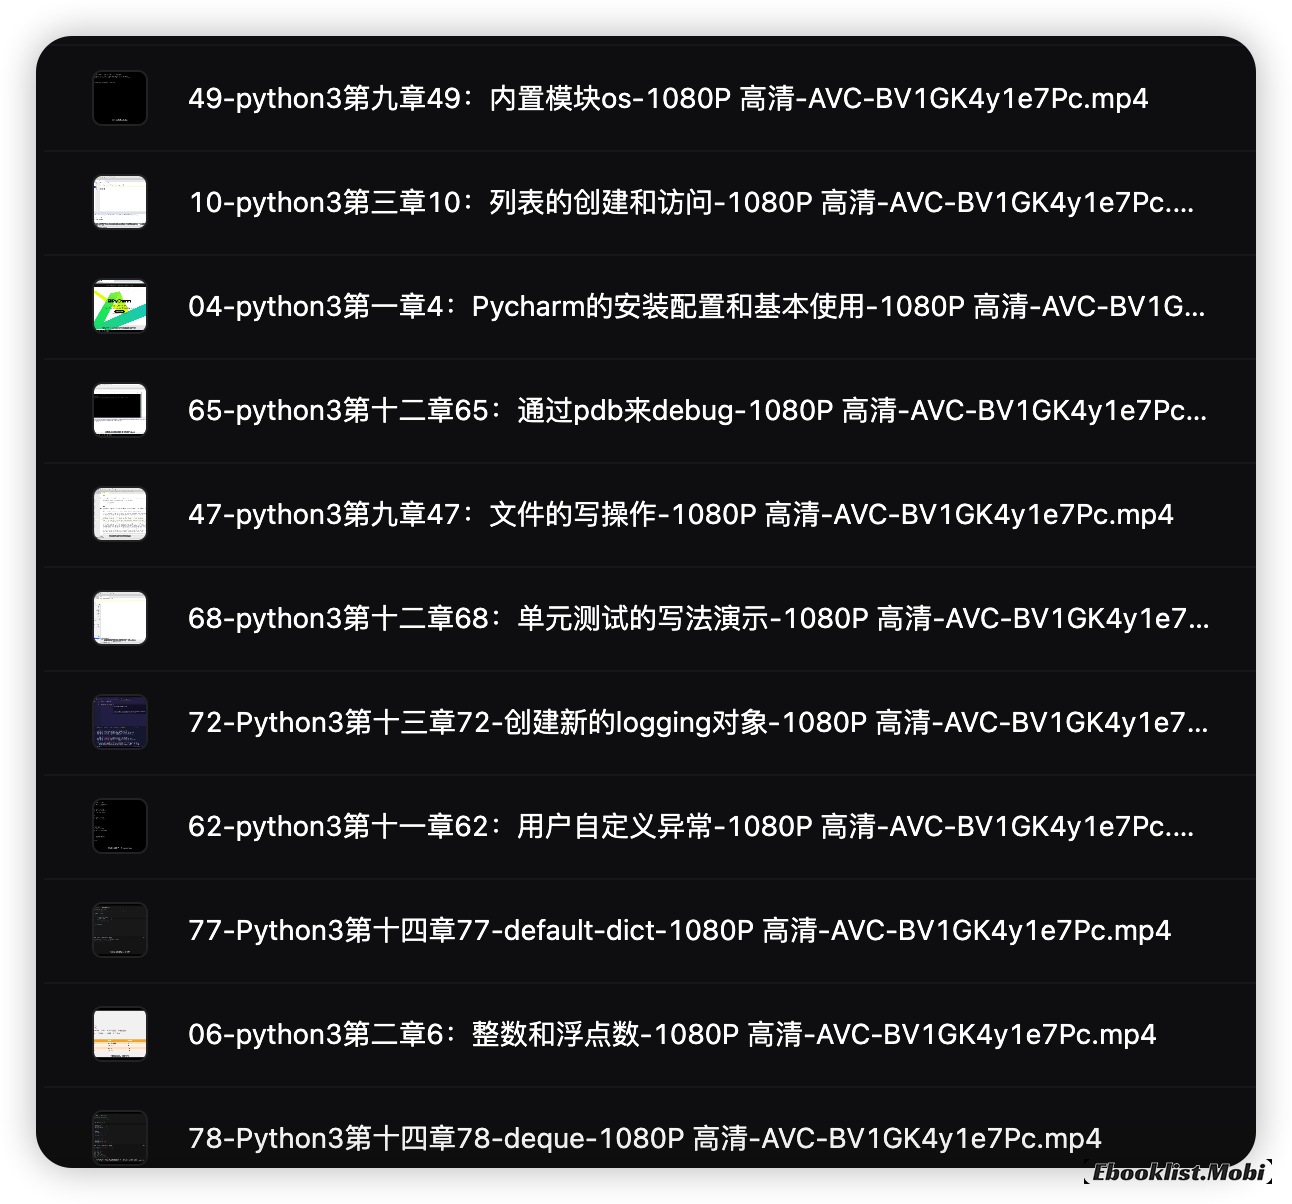 49-python3第九章49：内置模块os-1080P 高清-AVC-BV1GK4y1e7Pc.mp4
10-python3第三章10：列表的创建和访问-1080P 高清-AVC-BV1GK4y1e7Pc....
04-python3第一章4：Pycharm的安装配置和基本使用-1080P 高清-AVC-BV1G...
65-python3第十二章65：通过pdb来debug-1080P 高清-AVC-BV1GK4y1e7Pc...
47-python3第九章47：文件的写操作-1080P 高清-AVC-BV1GK4y1e7Pc.mp4
68-python3第十二章68：单元测试的写法演示-1080P 高清-AVC-BV1GK4y1e7...
72-Python3第十三章72-创建新的logging对象-1080P 高清-AVC-BV1GK4y1e7...
62-python3第十一章62：用户自定义异常-1080P 高清-AVC-BV1GK4y1e7Pc....
77-Python3第十四章77-default-dict-1080P 高清-AVC-BV1GK4y1e7Pc.mp4
06-python3第二章6：整数和浮点数-1080P 高清-AVC-BV1GK4y1e7Pc.mp4
78-Python3第十四章78-deque-1080P 高清-AVC-BV1GK4y1e7Pc.mp4
Ebooklist.Mobi